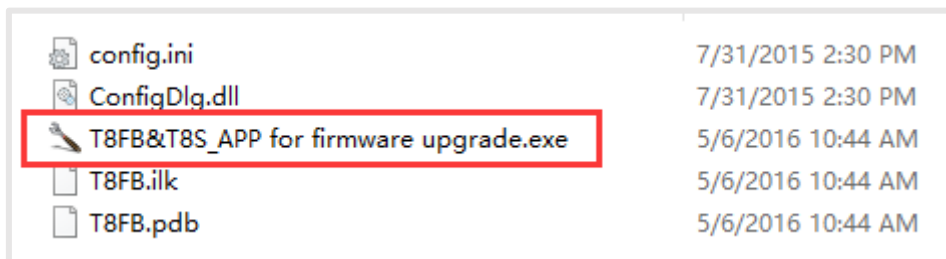 config.ini 7/31/2015 2:30 PM
ConfigDlg.dll 7/31/2015 2:30 PM
T8FB&T8S_APP for firmware upgrade.exe 5/6/2016 10:44 AM
T8FB.ilk 5/6/2016 10:44 AM
T8FB.pdb 5/6/2016 10:44 AM